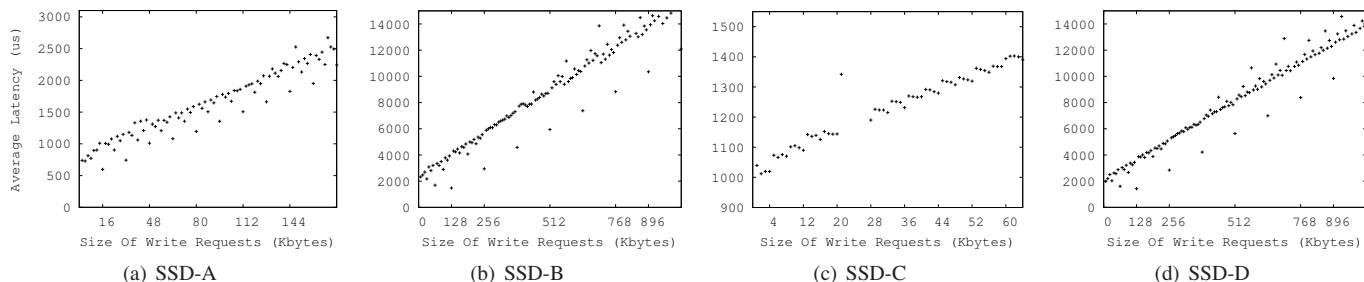 Average Latency (us)
3000
2500
2000
1500
1000
500
0
16 48 80 112 144
Size Of Write Requests (Kbytes)
(a) SSD-A
14000
12000
10000
8000
6000
4000
2000
0
0 128 256 512 768 896
Size Of Write Requests (Kbytes)
(b) SSD-B
1500
1400
1300
1200
1100
1000
900
4 12 20 28 36 44 52 60
Size Of Write Requests (Kbytes)
(c) SSD-C
14000
12000
10000
8000
6000
4000
2000
0
0 128 256 512 768 896
Size Of Write Requests (Kbytes)
(d) SSD-D